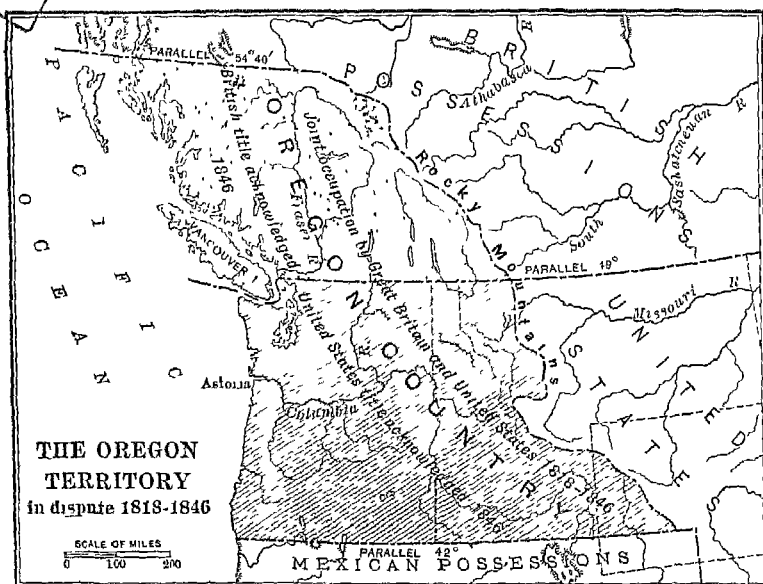 PARALLEL 54°40'
BRITISH
POSSESSIONS
Athabasca
Saskatchewan R
South
Rocky Mountains
PACIFIC
OCEAN
OREGON COUNTRY
British title acknowledged 1846
Joint occupation by Great Britain and United States 1818-1846
Fraser R
VANCOUVER I
PARALLEL 49°
UNITED
STATES
Missouri R
United States title acknowledged 1846
Astoria
Columbia
THE OREGON
TERRITORY
in dispute 1818-1846
SCALE OF MILES
0 100 200
PARALLEL 42°
MEXICAN POSSESSIONS